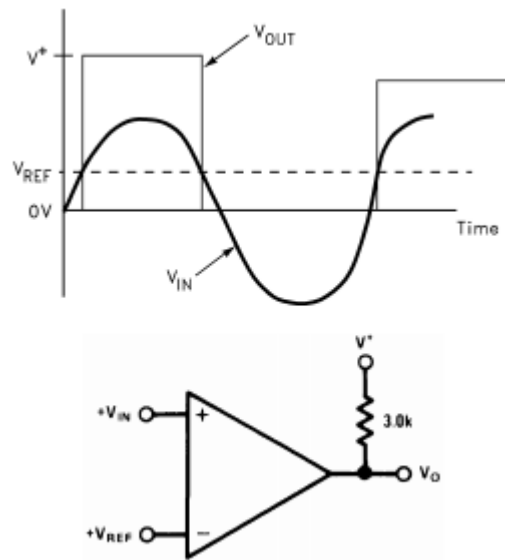 V+
VOUT
VREF
0V
Time
VIN
V+
+VIN
+
3.0k
VO
+VREF
−